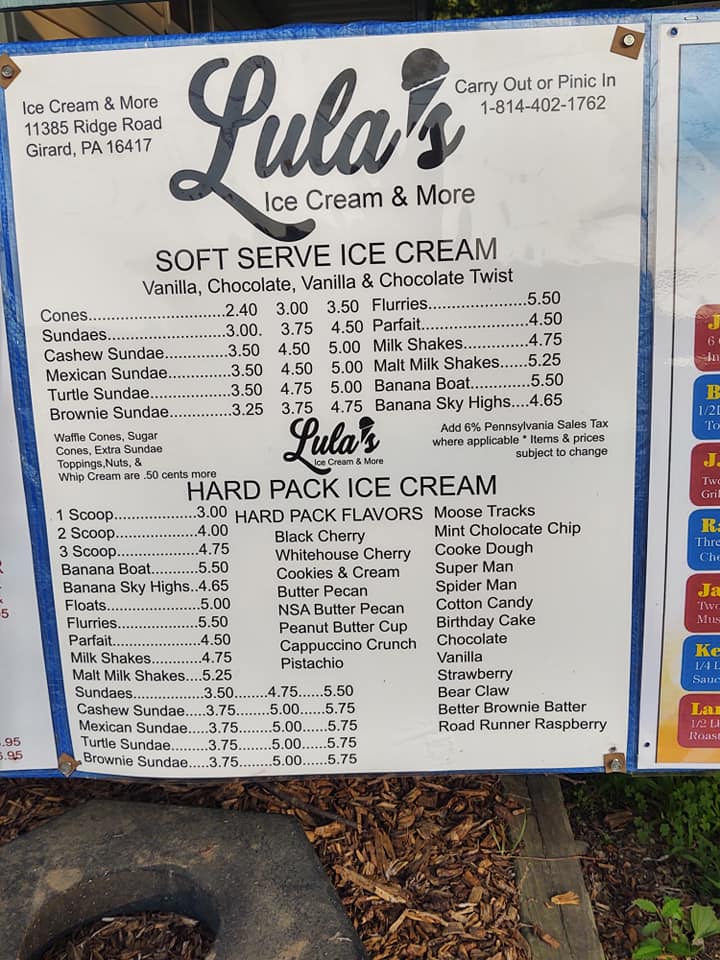 Ice Cream & More
11385 Ridge Road
Girard, PA 16417
Lula's
Ice Cream & More
Carry Out or Pinic In
1-814-402-1762
SOFT SERVE ICE CREAM
Vanilla, Chocolate, Vanilla & Chocolate Twist
Cones............................2.40 3.00 3.50
Sundaes........................3.00. 3.75 4.50
Cashew Sundae.............3.50 4.50 5.00
Mexican Sundae.............3.50 4.50 5.00
Turtle Sundae.................3.50 4.75 5.00
Brownie Sundae.............3.25 3.75 4.75
Flurries......................5.50
Parfait........................4.50
Milk Shakes...............4.75
Malt Milk Shakes......5.25
Banana Boat.............5.50
Banana Sky Highs....4.65
Waffle Cones, Sugar
Cones, Extra Sundae
Toppings,Nuts, &
Whip Cream are .50 cents more
Lula's
Ice Cream & More
Add 6% Pennsylvania Sales Tax
where applicable * Items & prices
subject to change
HARD PACK ICE CREAM
1 Scoop.................3.00
2 Scoop.................4.00
3 Scoop.................4.75
Banana Boat..........5.50
Banana Sky Highs..4.65
Floats.....................5.00
Flurries...................5.50
Parfait.....................4.50
Milk Shakes...........4.75
Malt Milk Shakes....5.25
Sundaes................3.50........4.75......5.50
Cashew Sundae....3.75........5.00......5.75
Mexican Sundae....3.75........5.00......5.75
Turtle Sundae.......3.75........5.00......5.75
Brownie Sundae....3.75........5.00......5.75
HARD PACK FLAVORS
Black Cherry
Whitehouse Cherry
Cookies & Cream
Butter Pecan
NSA Butter Pecan
Peanut Butter Cup
Cappuccino Crunch
Pistachio
Moose Tracks
Mint Cholocate Chip
Cooke Dough
Super Man
Spider Man
Cotton Candy
Birthday Cake
Chocolate
Vanilla
Strawberry
Bear Claw
Better Brownie Batter
Road Runner Raspberry